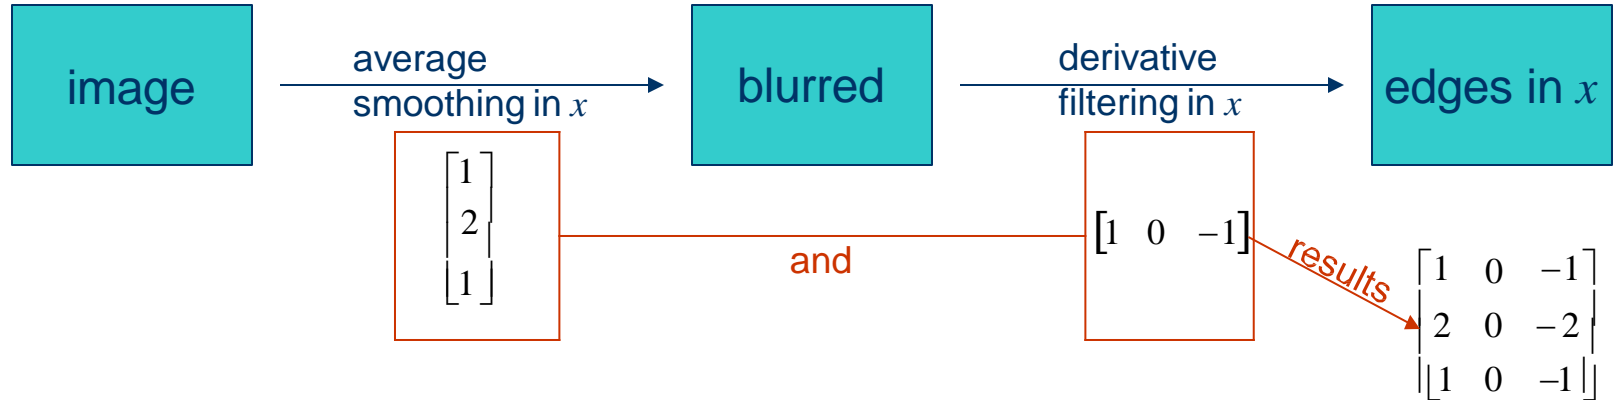 image
average
smoothing in x
blurred
derivative
filtering in x
edges in x
1
2
1
and
[1 0 −1]
results
1 0 −1
2 0 −2
1 0 −1